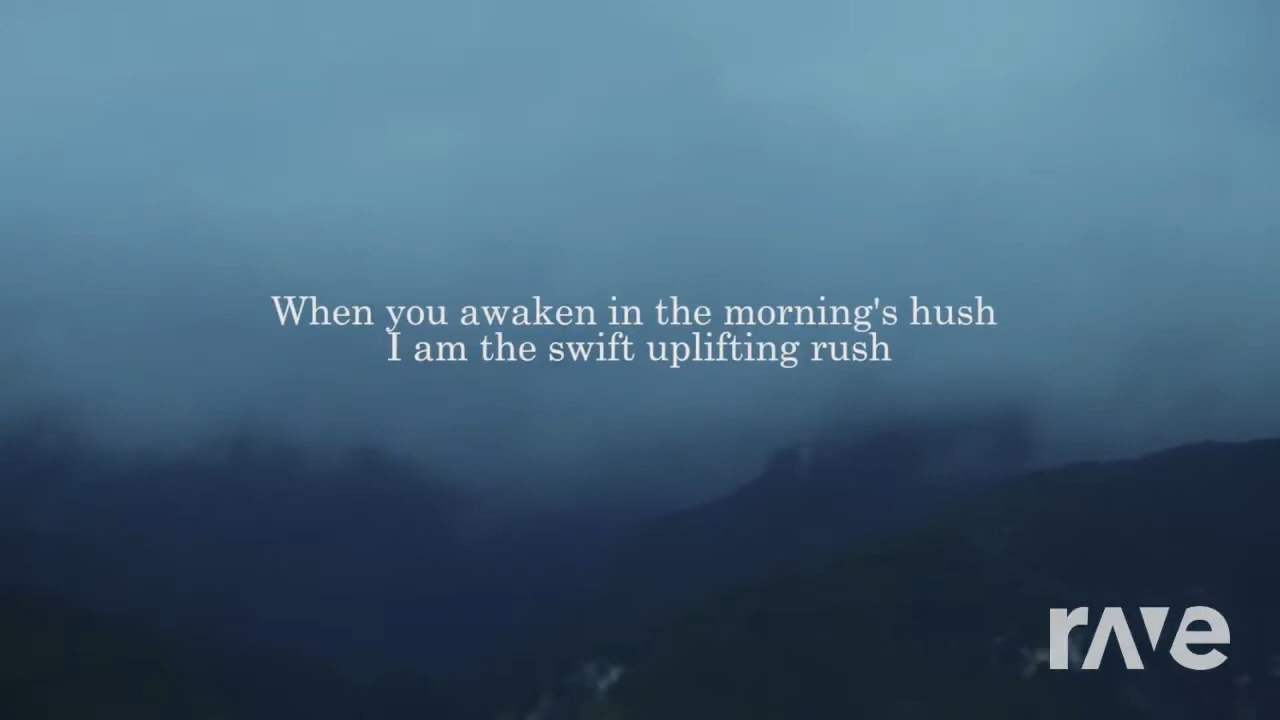 When you awaken in the morning's hush
I am the swift uplifting rush
rave